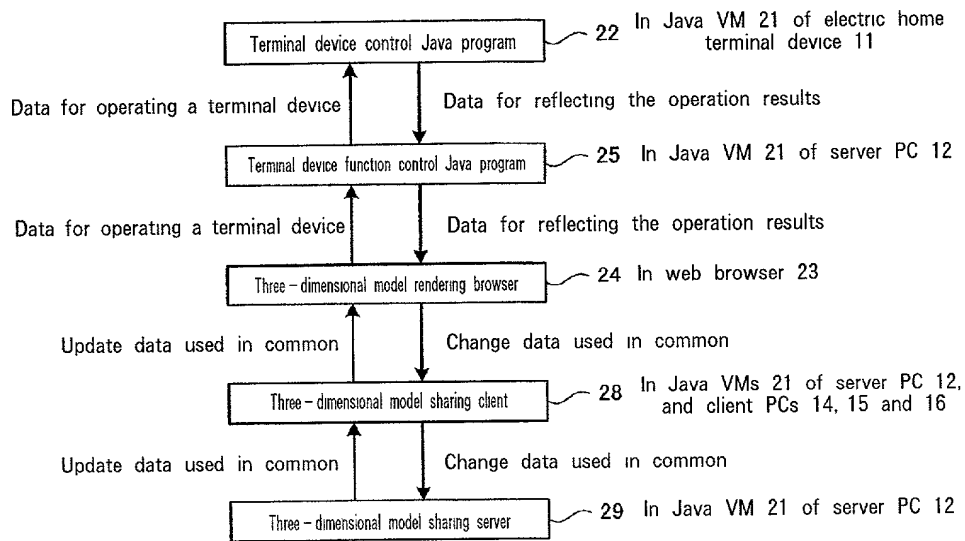 Terminal device control Java program
22 In Java VM 21 of electric home
terminal device 11
Data for operating a terminal device
Data for reflecting the operation results
Terminal device function control Java program
25 In Java VM 21 of server PC 12
Data for operating a terminal device
Data for reflecting the operation results
Three-dimensional model rendering browser
24 In web browser 23
Update data used in common
Change data used in common
Three-dimensional model sharing client
28 In Java VMs 21 of server PC 12,
and client PCs 14, 15 and 16
Update data used in common
Change data used in common
Three-dimensional model sharing server
29 In Java VM 21 of server PC 12